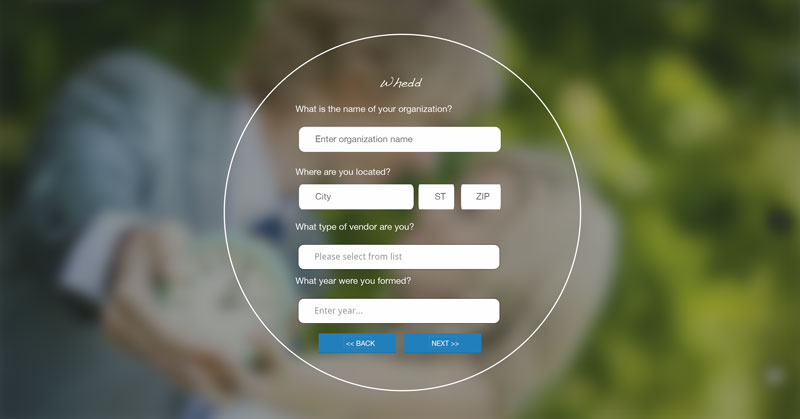 Whedd
What is the name of your organization?
Enter organization name
Where are you located?
City ST ZIP
What type of vendor are you?
Please select from list
What year were you formed?
Enter year...
<< BACK NEXT >>